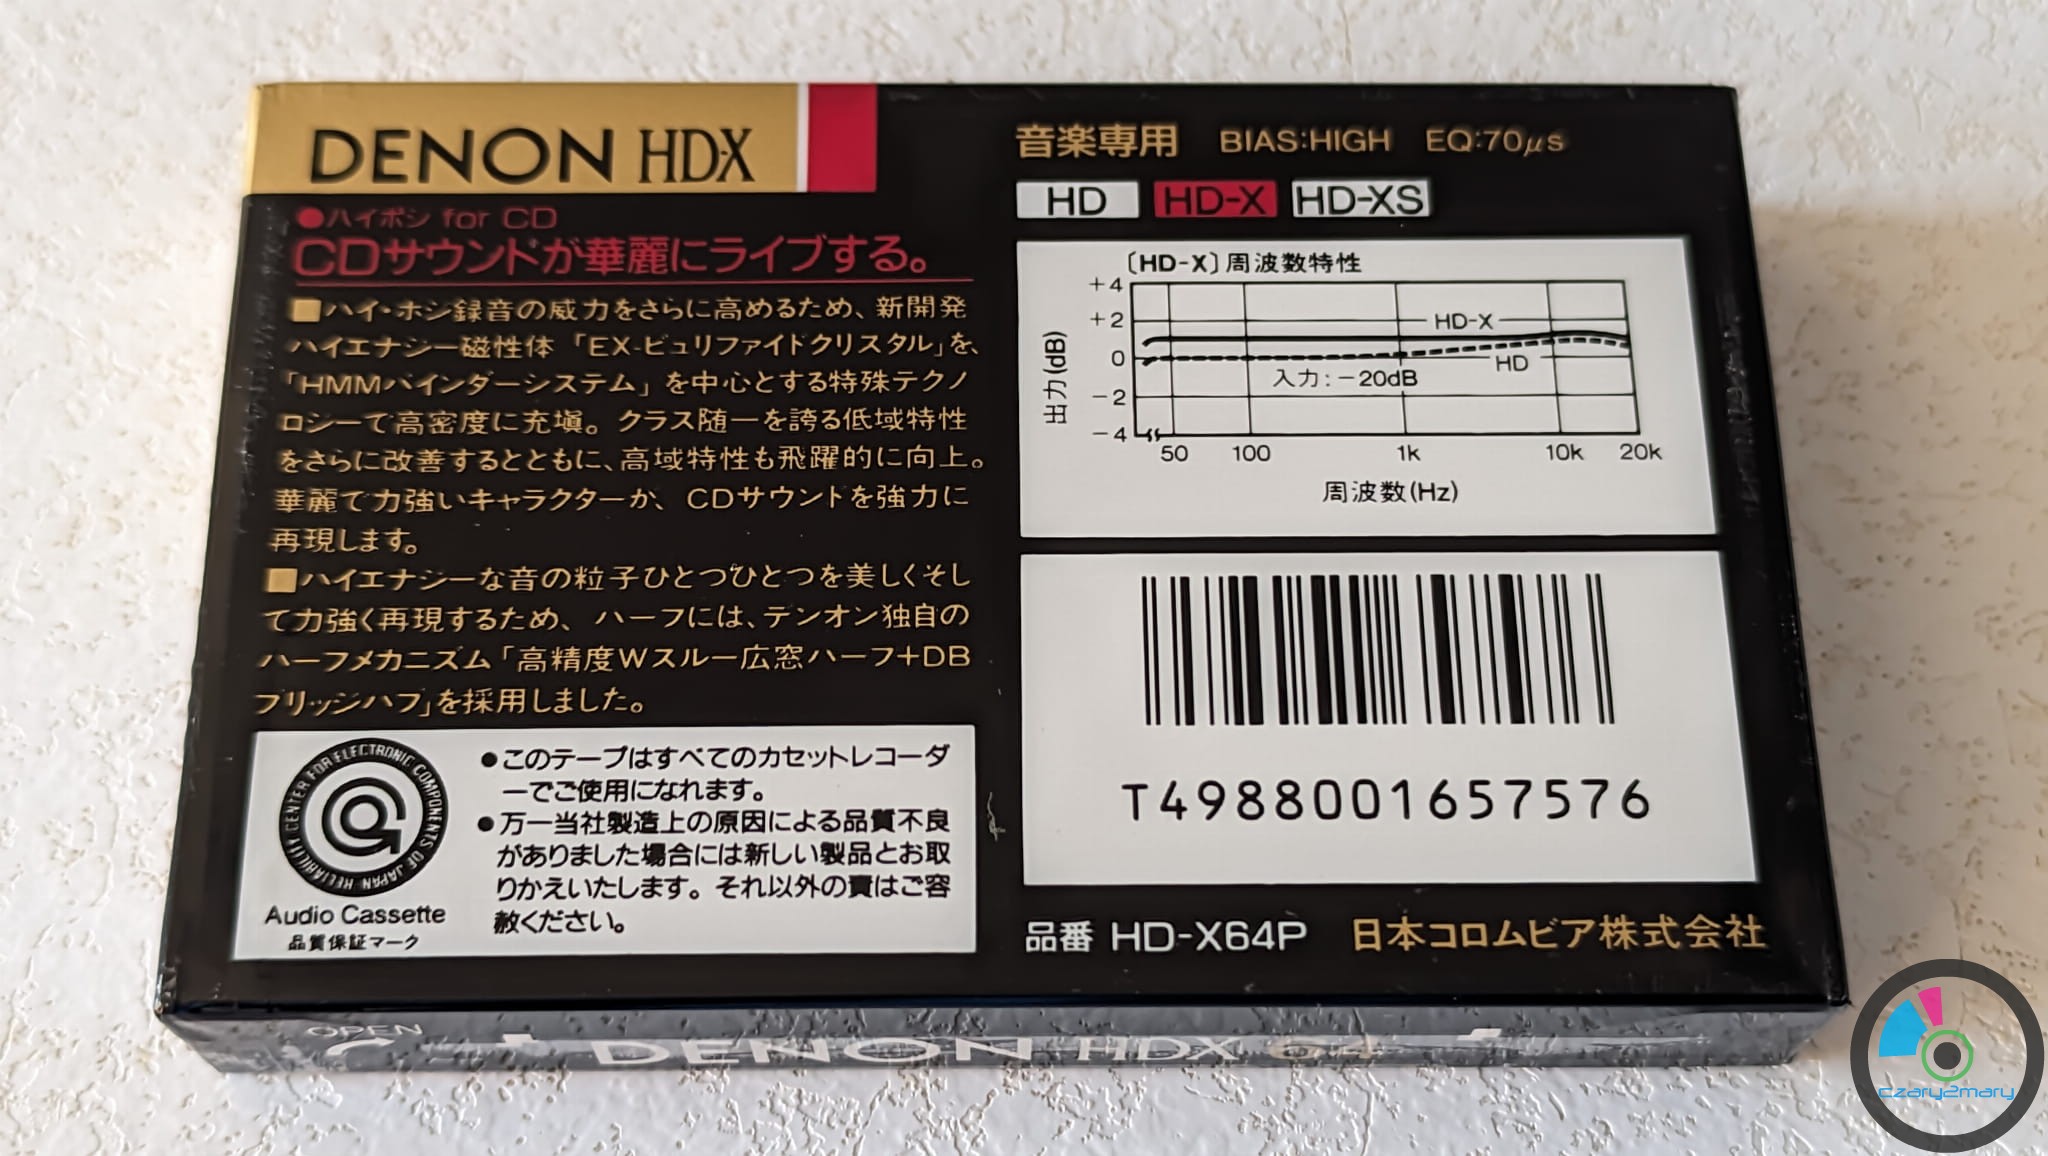 DENON HD-X
●ハイポジ for CD
CDサウンドが華麗にライブする。
■ハイ・ポジ録音の威力をさらに高めるため、新開発
ハイエナジー磁性体「EX-ピュリファイドクリスタル」を、
「HMMバインダーシステム」を中心とする特殊テクノ
ロジーで高密度に充塡。クラス随一を誇る低域特性
をさらに改善するとともに、高域特性も飛躍的に向上。
華麗で力強いキャラクターが、CDサウンドを強力に
再現します。
■ハイエナジーな音の粒子ひとつひとつを美しくそし
て力強く再現するため、ハーフには、デンオン独自の
ハーフメカニズム「高精度Wスルー広窓ハーフ+DB
ブリッジハブ」を採用しました。
RELIABILITY CENTER FOR ELECTRONIC COMPONENTS OF JAPAN
Audio Cassette
品質保証マーク
●このテープはすべてのカセットレコーダ
ーでご使用になれます。
●万一当社製造上の原因による品質不良
がありました場合には新しい製品とお取
りかえいたします。それ以外の責はご容
赦ください。
音楽専用 BIAS:HIGH EQ:70μs
HD HD-X HD-XS
〔HD-X〕周波数特性
出力(dB)
+4
+2
0
-2
-4
HD-X
HD
入力:-20dB
50 100 1k 10k 20k
周波数(Hz)
T4988001657576
品番 HD-X64P 日本コロムビア株式会社
OPEN
DENON HDX 64
czary2mary